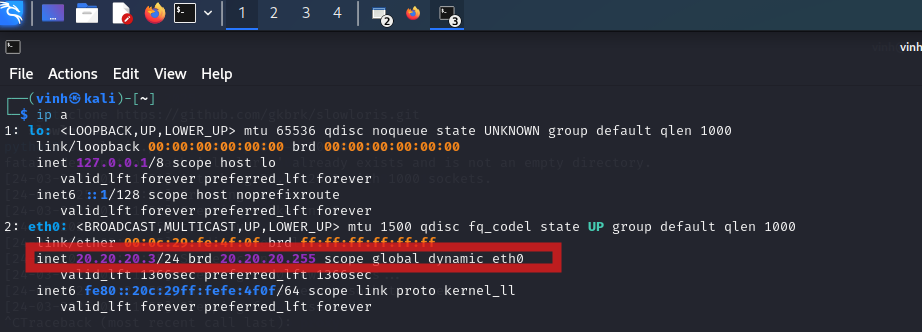 1 2 3 4 2 3
vinh
File Actions Edit View Help
┌──(vinh㉿kali)-[~]
└─$ ip a
1: lo: <LOOPBACK,UP,LOWER_UP> mtu 65536 qdisc noqueue state UNKNOWN group default qlen 1000
link/loopback 00:00:00:00:00:00 brd 00:00:00:00:00:00
inet 127.0.0.1/8 scope host lo
valid_lft forever preferred_lft forever
inet6 ::1/128 scope host noprefixroute
valid_lft forever preferred_lft forever
2: eth0: <BROADCAST,MULTICAST,UP,LOWER_UP> mtu 1500 qdisc fq_codel state UP group default qlen 1000
link/ether 00:0c:29:fe:4f:0f brd ff:ff:ff:ff:ff:ff
inet 20.20.20.3/24 brd 20.20.20.255 scope global dynamic eth0
valid_lft 1366sec preferred_lft 1366sec
inet6 fe80::20c:29ff:fefe:4f0f/64 scope link proto kernel_ll
valid_lft forever preferred_lft forever